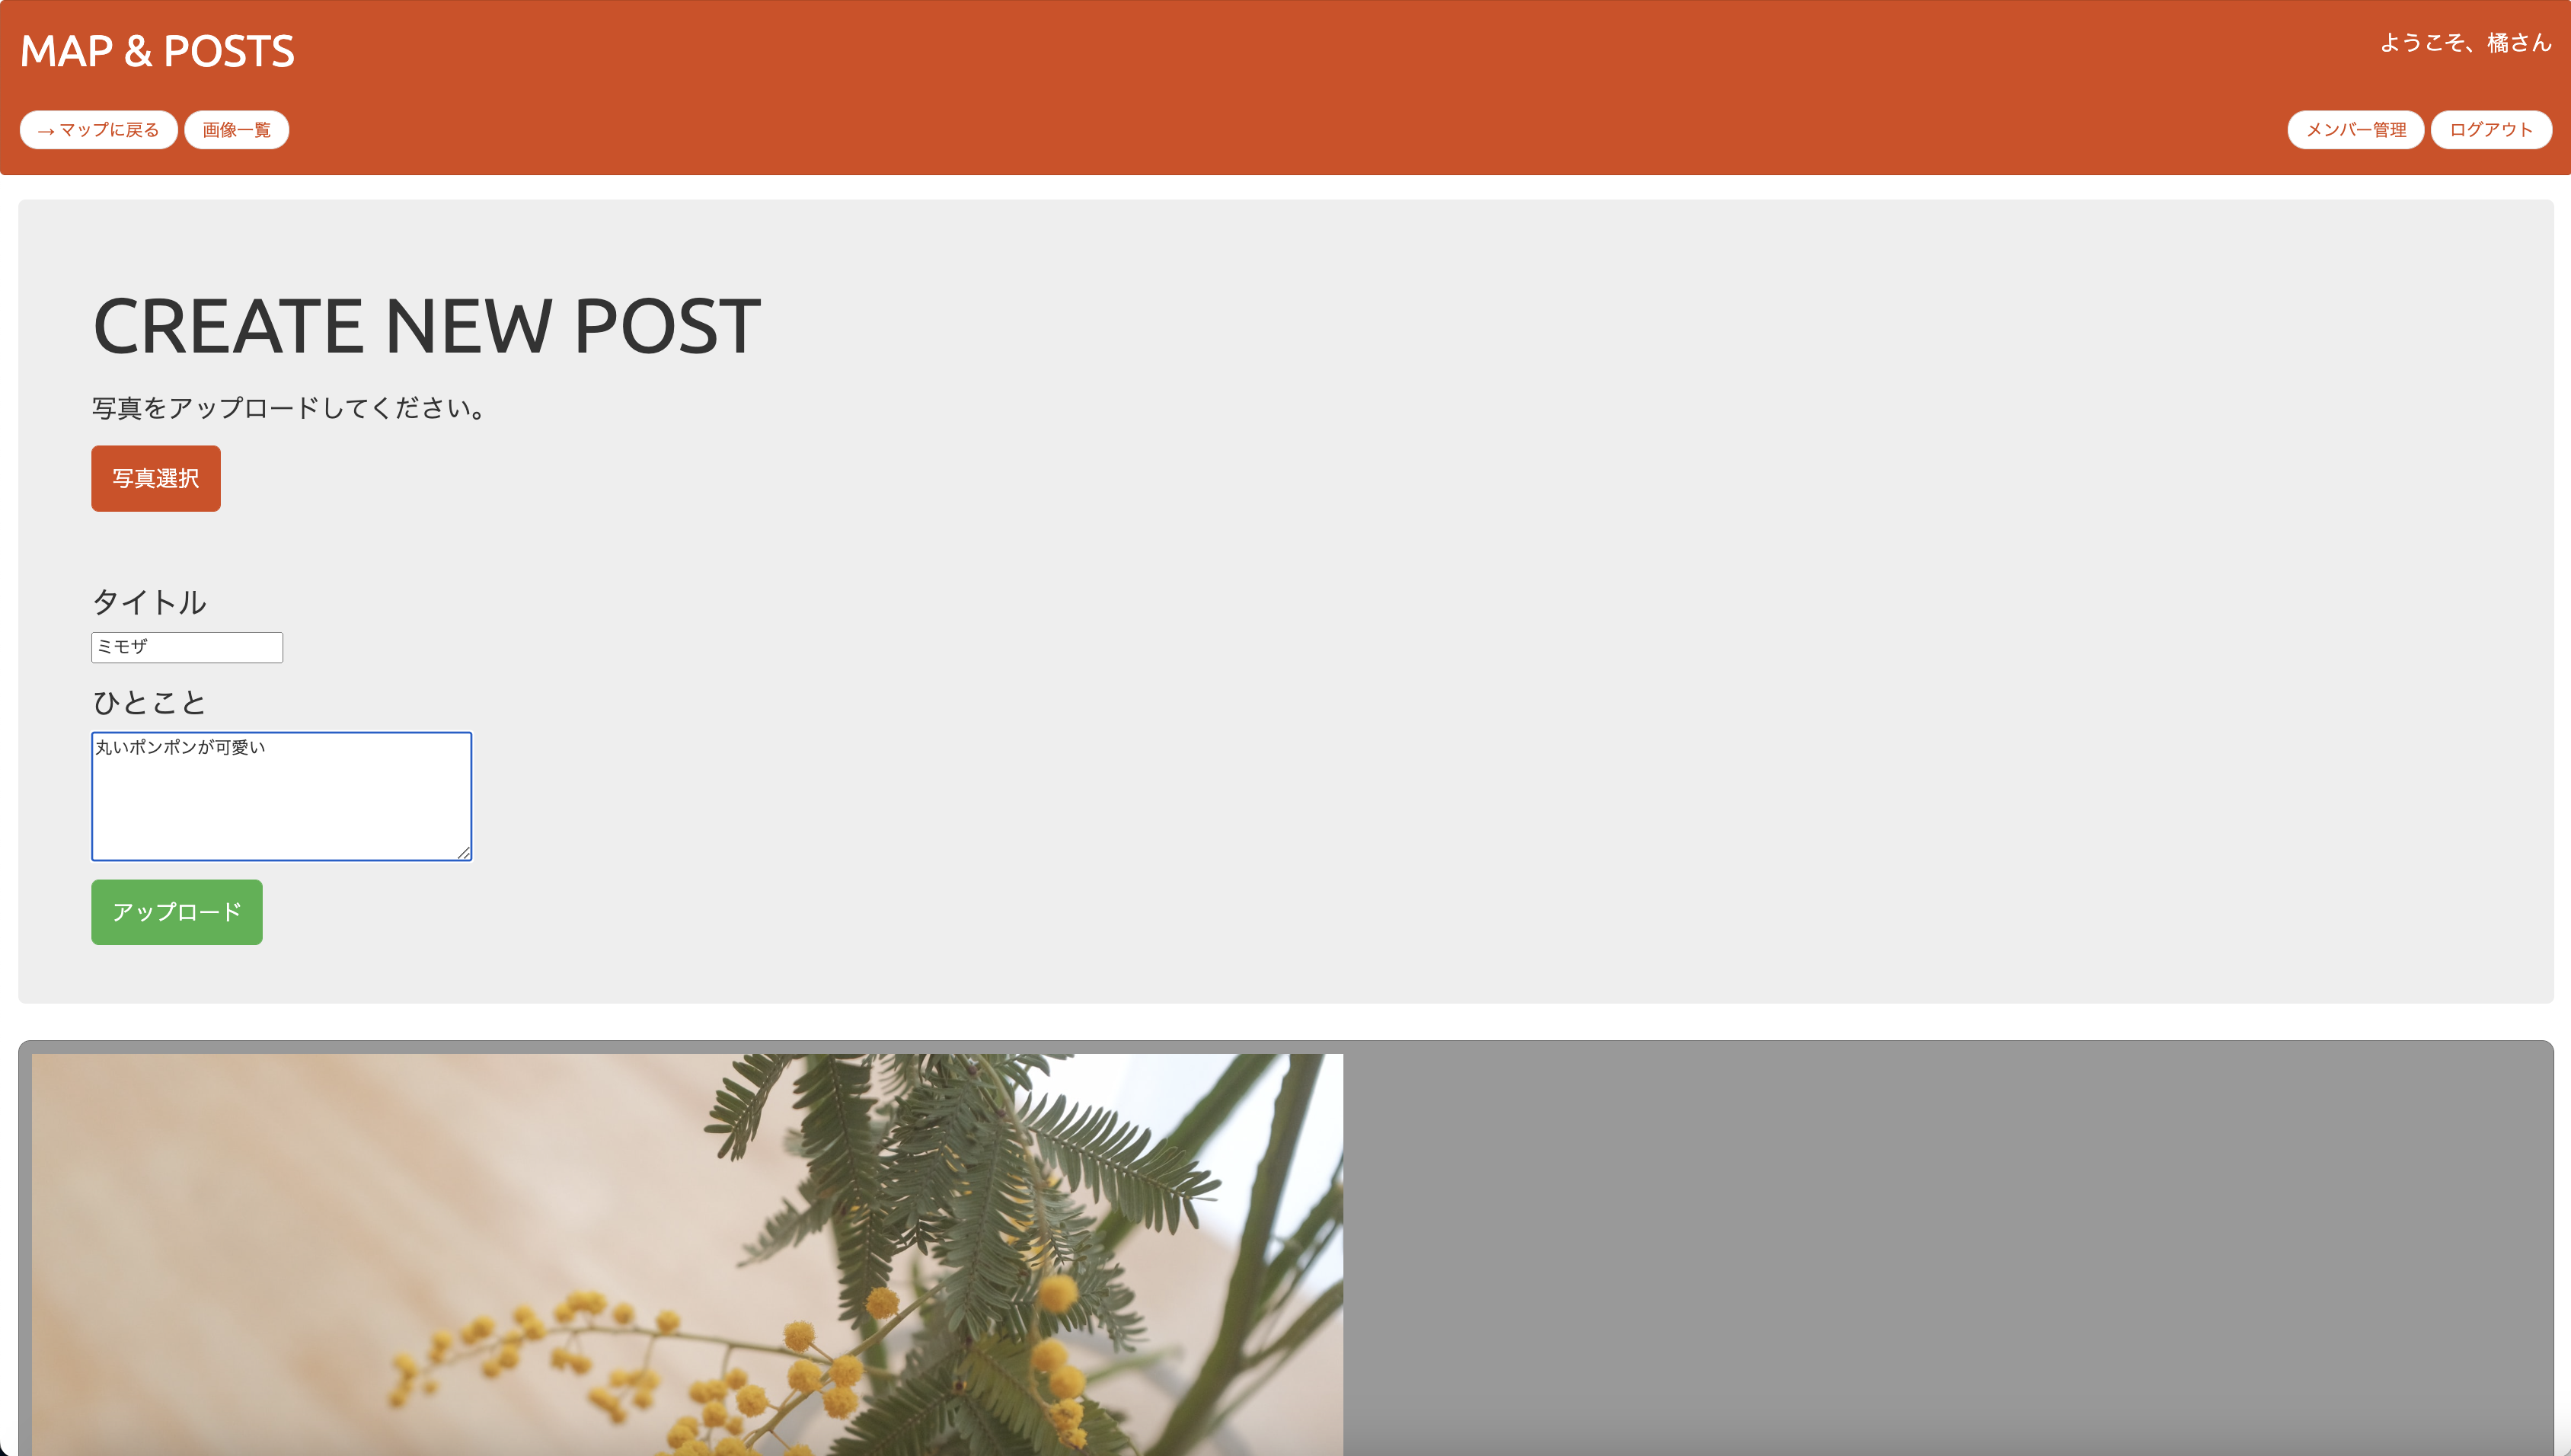 MAP & POSTS
ようこそ、橘さん
→ マップに戻る
画像一覧
メンバー管理
ログアウト
CREATE NEW POST
写真をアップロードしてください。
写真選択
タイトル
ミモザ
ひとこと
丸いポンポンが可愛い
アップロード